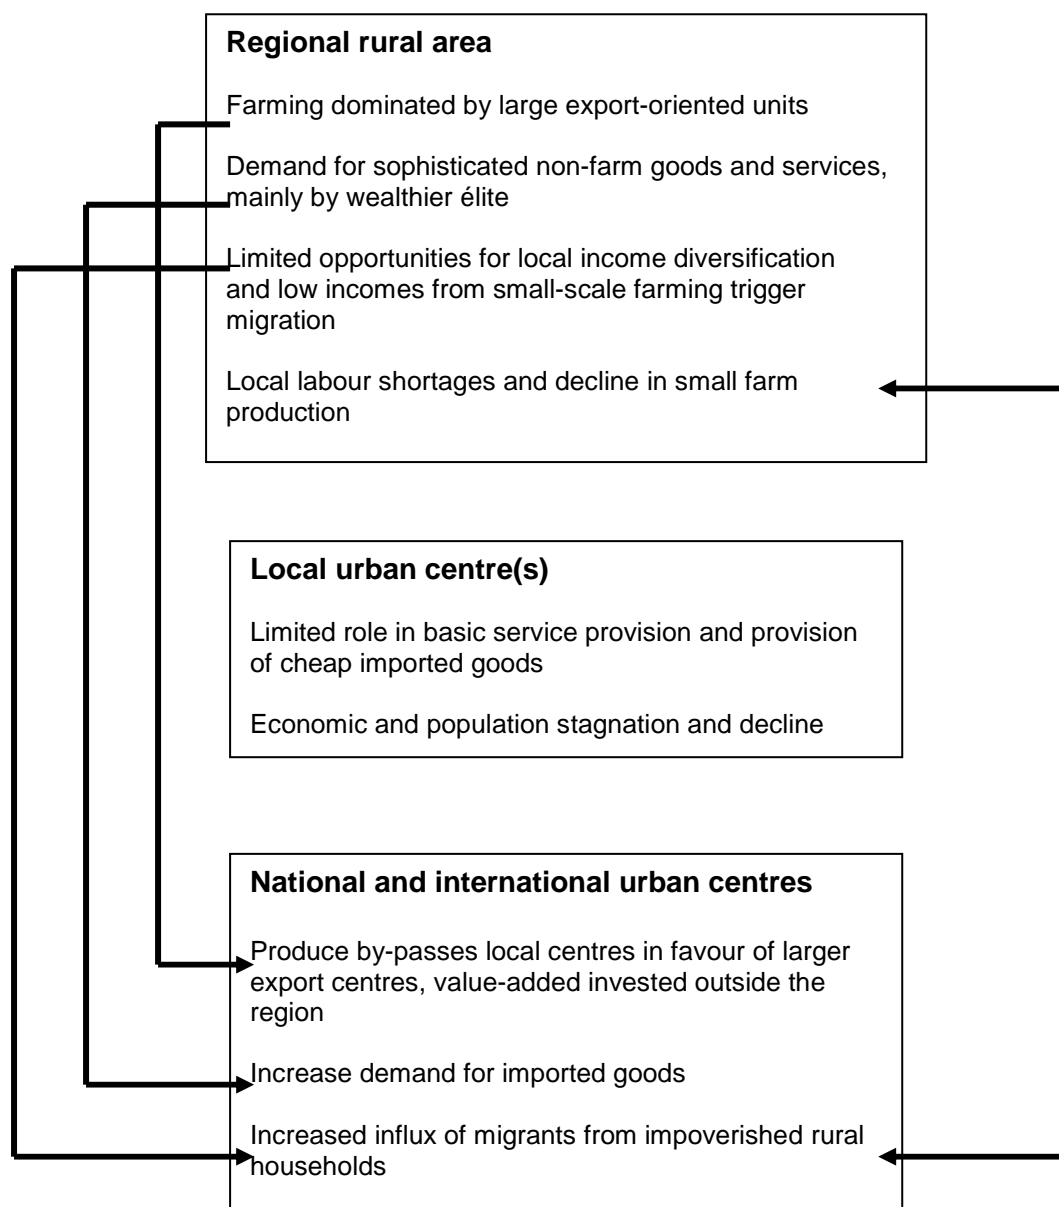 Regional rural area
Farming dominated by large export-oriented units
Demand for sophisticated non-farm goods and services,
mainly by wealthier élite
Limited opportunities for local income diversification
and low incomes from small-scale farming trigger
migration
Local labour shortages and decline in small farm
production
Local urban centre(s)
Limited role in basic service provision and provision
of cheap imported goods
Economic and population stagnation and decline
National and international urban centres
Produce by-passes local centres in favour of larger
export centres, value-added invested outside the
region
Increase demand for imported goods
Increased influx of migrants from impoverished rural
households